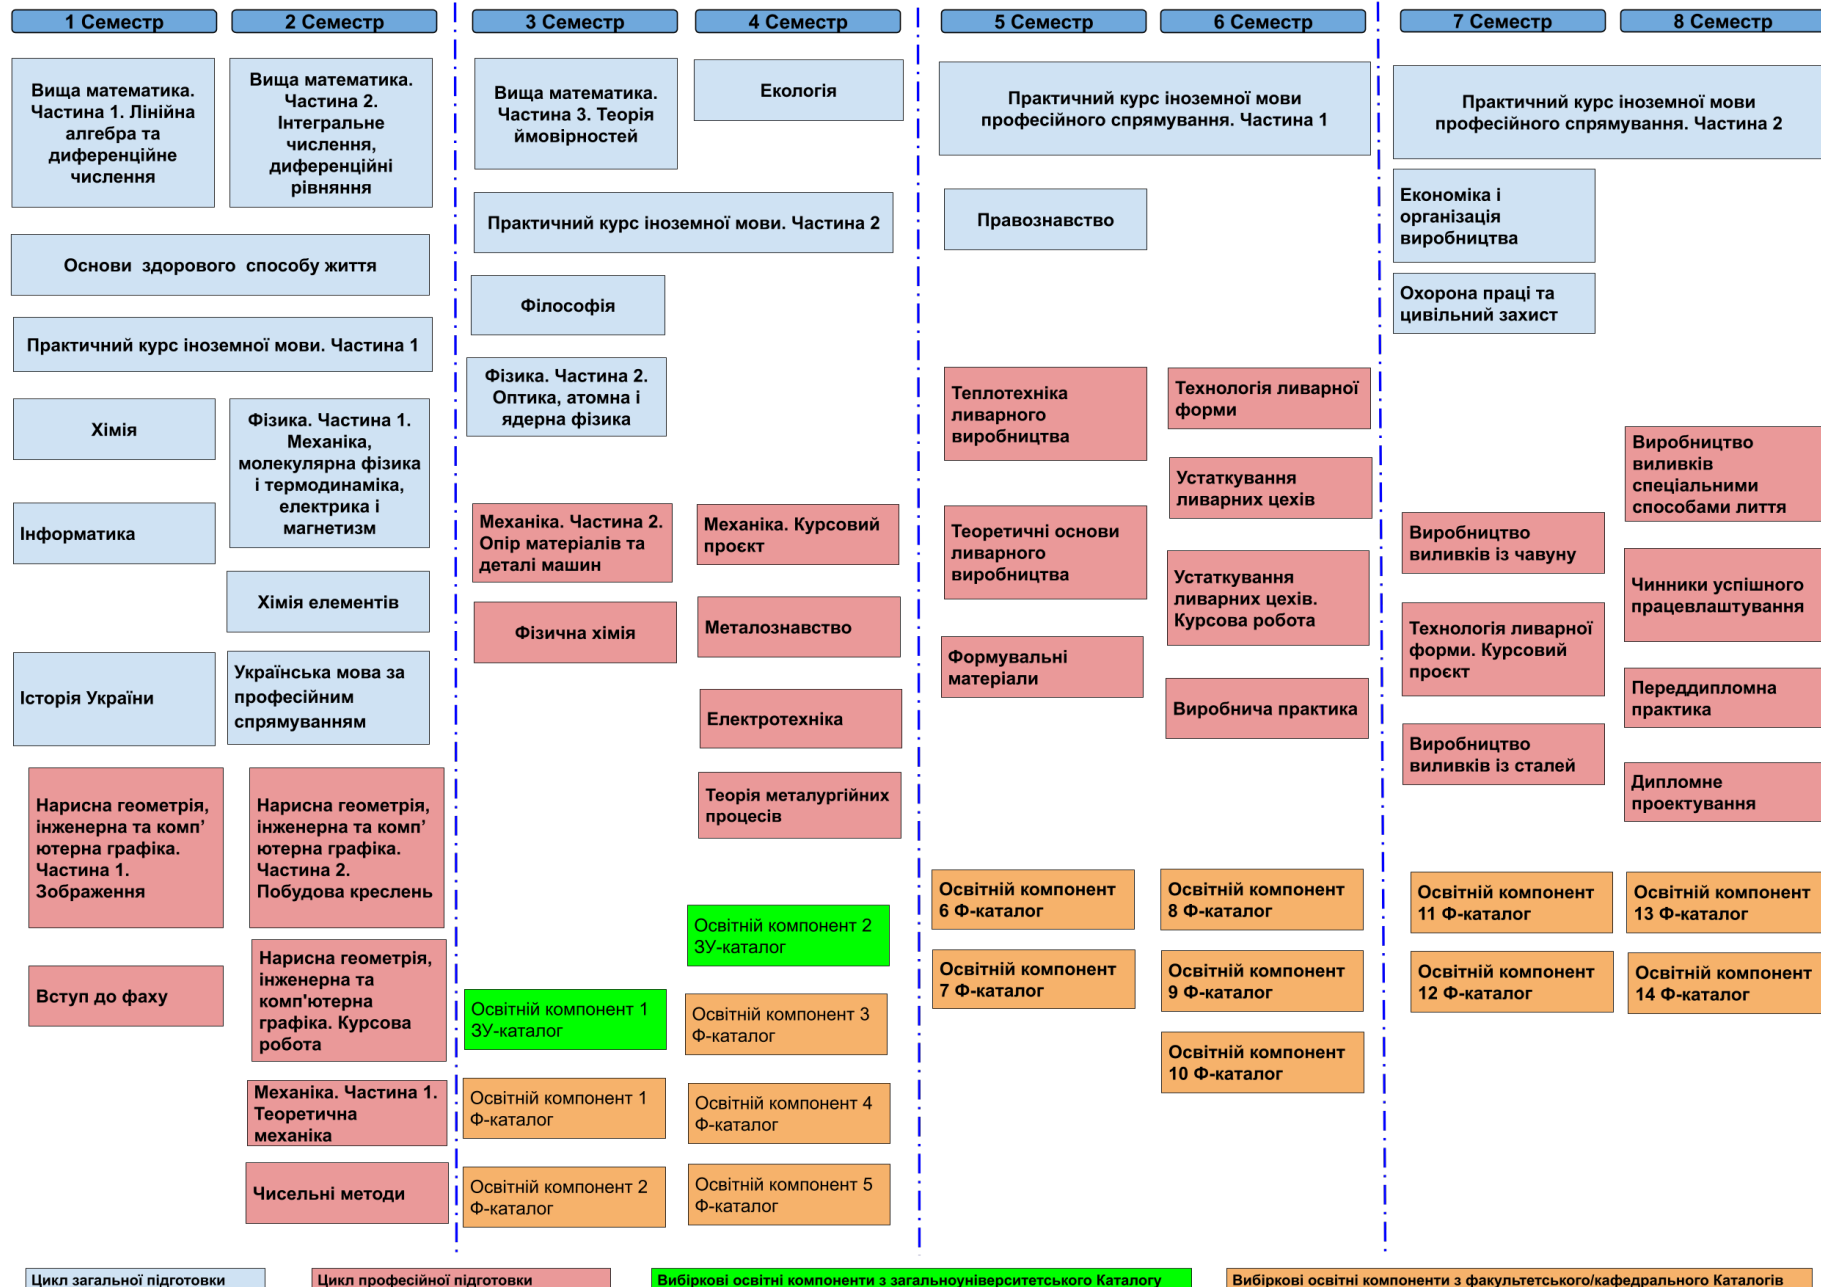 1 Семестр
2 Семестр
3 Семестр
4 Семестр
5 Семестр
6 Семестр
7 Семестр
8 Семестр
Вища математика.
Частина 1. Лінійна
алгебра та
диференційне
числення
Основи здорового способу життя
Практичний курс іноземної мови. Частина 1
Хімія
Інформатика
Історія України
Нарисна геометрія,
інженерна та комп’
ютерна графіка.
Частина 1.
Зображення
Вступ до фаху
Вища математика.
Частина 2.
Інтегральне
числення,
диференційні
рівняння
Фізика. Частина 1.
Механіка,
молекулярна фізика
і термодинаміка,
електрика і
магнетизм
Хімія елементів
Українська мова за
професійним
спрямуванням
Нарисна геометрія,
інженерна та комп’
ютерна графіка.
Частина 2.
Побудова креслень
Нарисна геометрія,
інженерна та
комп'ютерна
графіка. Курсова
робота
Механіка. Частина 1.
Теоретична
механіка
Чисельні методи
Вища математика.
Частина 3. Теорія
ймовірностей
Практичний курс іноземної мови. Частина 2
Філософія
Фізика. Частина 2.
Оптика, атомна і
ядерна фізика
Механіка. Частина 2.
Опір матеріалів та
деталі машин
Фізична хімія
Освітній компонент 1
ЗУ-каталог
Освітній компонент 1
Ф-каталог
Освітній компонент 2
Ф-каталог
Екологія
Механіка. Курсовий
проєкт
Металознавство
Електротехніка
Теорія металургійних
процесів
Освітній компонент 2
ЗУ-каталог
Освітній компонент 3
Ф-каталог
Освітній компонент 4
Ф-каталог
Освітній компонент 5
Ф-каталог
Практичний курс іноземної мови
професійного спрямування. Частина 1
Правознавство
Теплотехніка
ливарного
виробництва
Теоретичні основи
ливарного
виробництва
Формувальні
матеріали
Освітній компонент
6 Ф-каталог
Освітній компонент
7 Ф-каталог
Технологія ливарної
форми
Устаткування
ливарних цехів
Устаткування
ливарних цехів.
Курсова робота
Виробнича практика
Освітній компонент
8 Ф-каталог
Освітній компонент
9 Ф-каталог
Освітній компонент
10 Ф-каталог
Практичний курс іноземної мови
професійного спрямування. Частина 2
Економіка і
організація
виробництва
Охорона праці та
цивільний захист
Виробництво
виливків із чавуну
Технологія ливарної
форми. Курсовий
проєкт
Виробництво
виливків із сталей
Освітній компонент
11 Ф-каталог
Освітній компонент
12 Ф-каталог
Виробництво
виливків
спеціальними
способами лиття
Чинники успішного
працевлаштування
Переддипломна
практика
Дипломне
проектування
Освітній компонент
13 Ф-каталог
Освітній компонент
14 Ф-каталог
Цикл загальної підготовки
Цикл професійної підготовки
Вибіркові освітні компоненти з загальноуніверситетського Каталогу
Вибіркові освітні компоненти з факультетського/кафедрального Каталогів